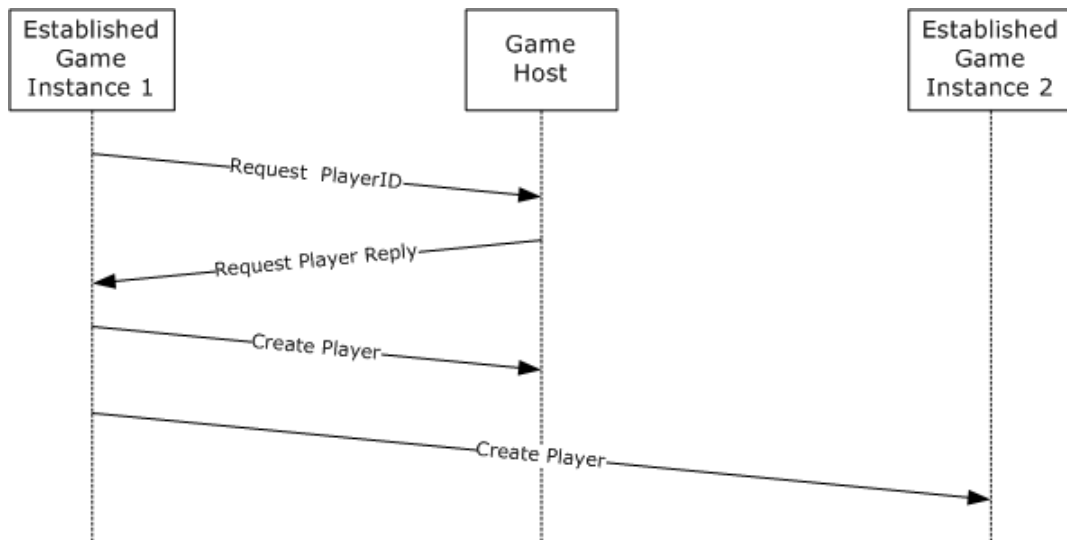 Established
Game
Instance 1
Game
Host
Established
Game
Instance 2
Request PlayerID
Request Player Reply
Create Player
Create Player